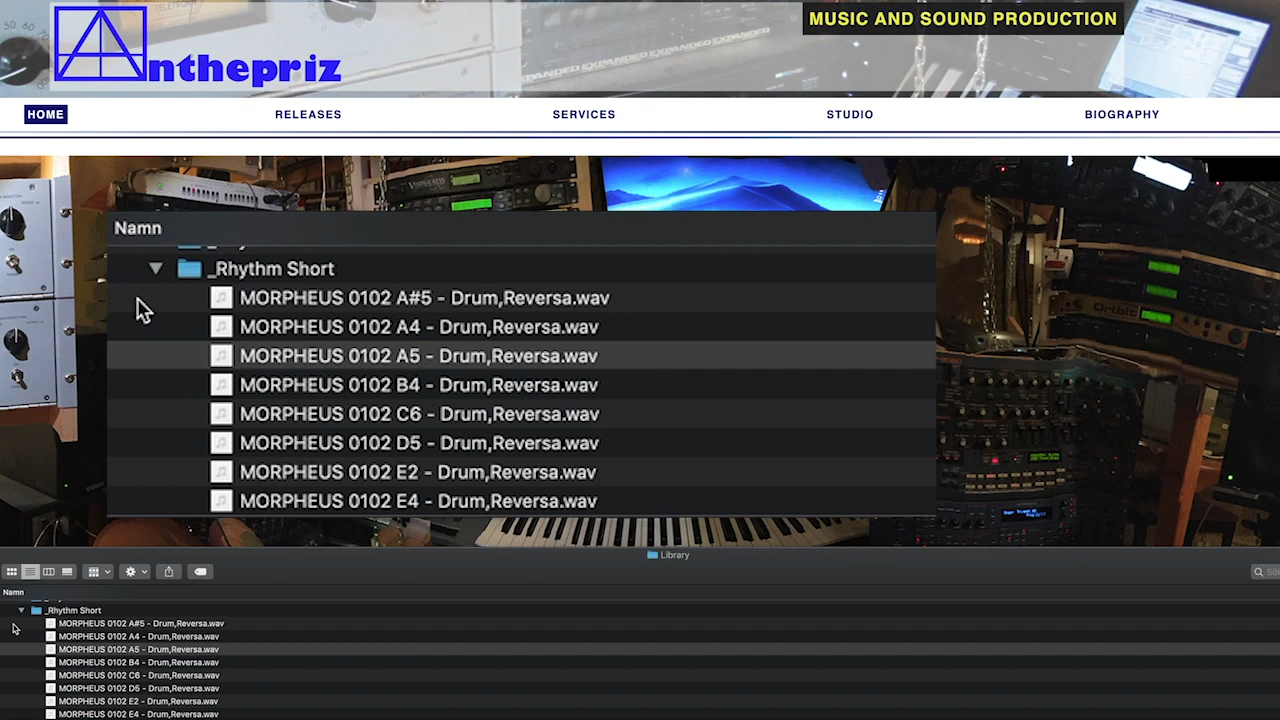 MUSIC AND SOUND PRODUCTION
Anthepriz
HOME
RELEASES
SERVICES
STUDIO
BIOGRAPHY
Namn
_Rhythm Short
MORPHEUS 0102 A#5 - Drum,Reversa.wav
MORPHEUS 0102 A4 - Drum,Reversa.wav
MORPHEUS 0102 A5 - Drum,Reversa.wav
MORPHEUS 0102 B4 - Drum,Reversa.wav
MORPHEUS 0102 C6 - Drum,Reversa.wav
MORPHEUS 0102 D5 - Drum,Reversa.wav
MORPHEUS 0102 E2 - Drum,Reversa.wav
MORPHEUS 0102 E4 - Drum,Reversa.wav
Library
Namn
_Rhythm Short
MORPHEUS 0102 A#5 - Drum,Reversa.wav
MORPHEUS 0102 A4 - Drum,Reversa.wav
MORPHEUS 0102 A5 - Drum,Reversa.wav
MORPHEUS 0102 B4 - Drum,Reversa.wav
MORPHEUS 0102 C6 - Drum,Reversa.wav
MORPHEUS 0102 D5 - Drum,Reversa.wav
MORPHEUS 0102 E2 - Drum,Reversa.wav
MORPHEUS 0102 E4 - Drum,Reversa.wav